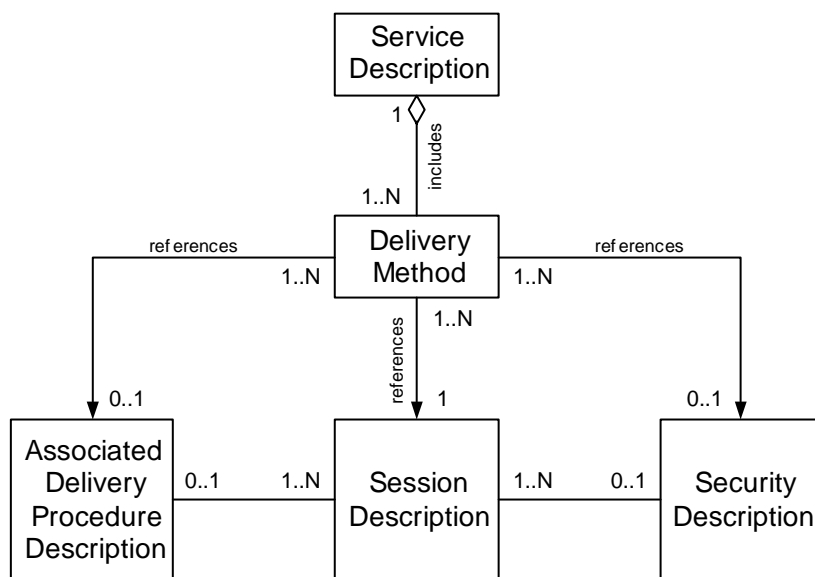 Service
Description
1
includes
1..N
references
Delivery
Method
references
1..N
1..N
1..N
references
0..1
1
0..1
Associated
Delivery
Procedure
Description
0..1
1..N
Session
Description
1..N
0..1
Security
Description